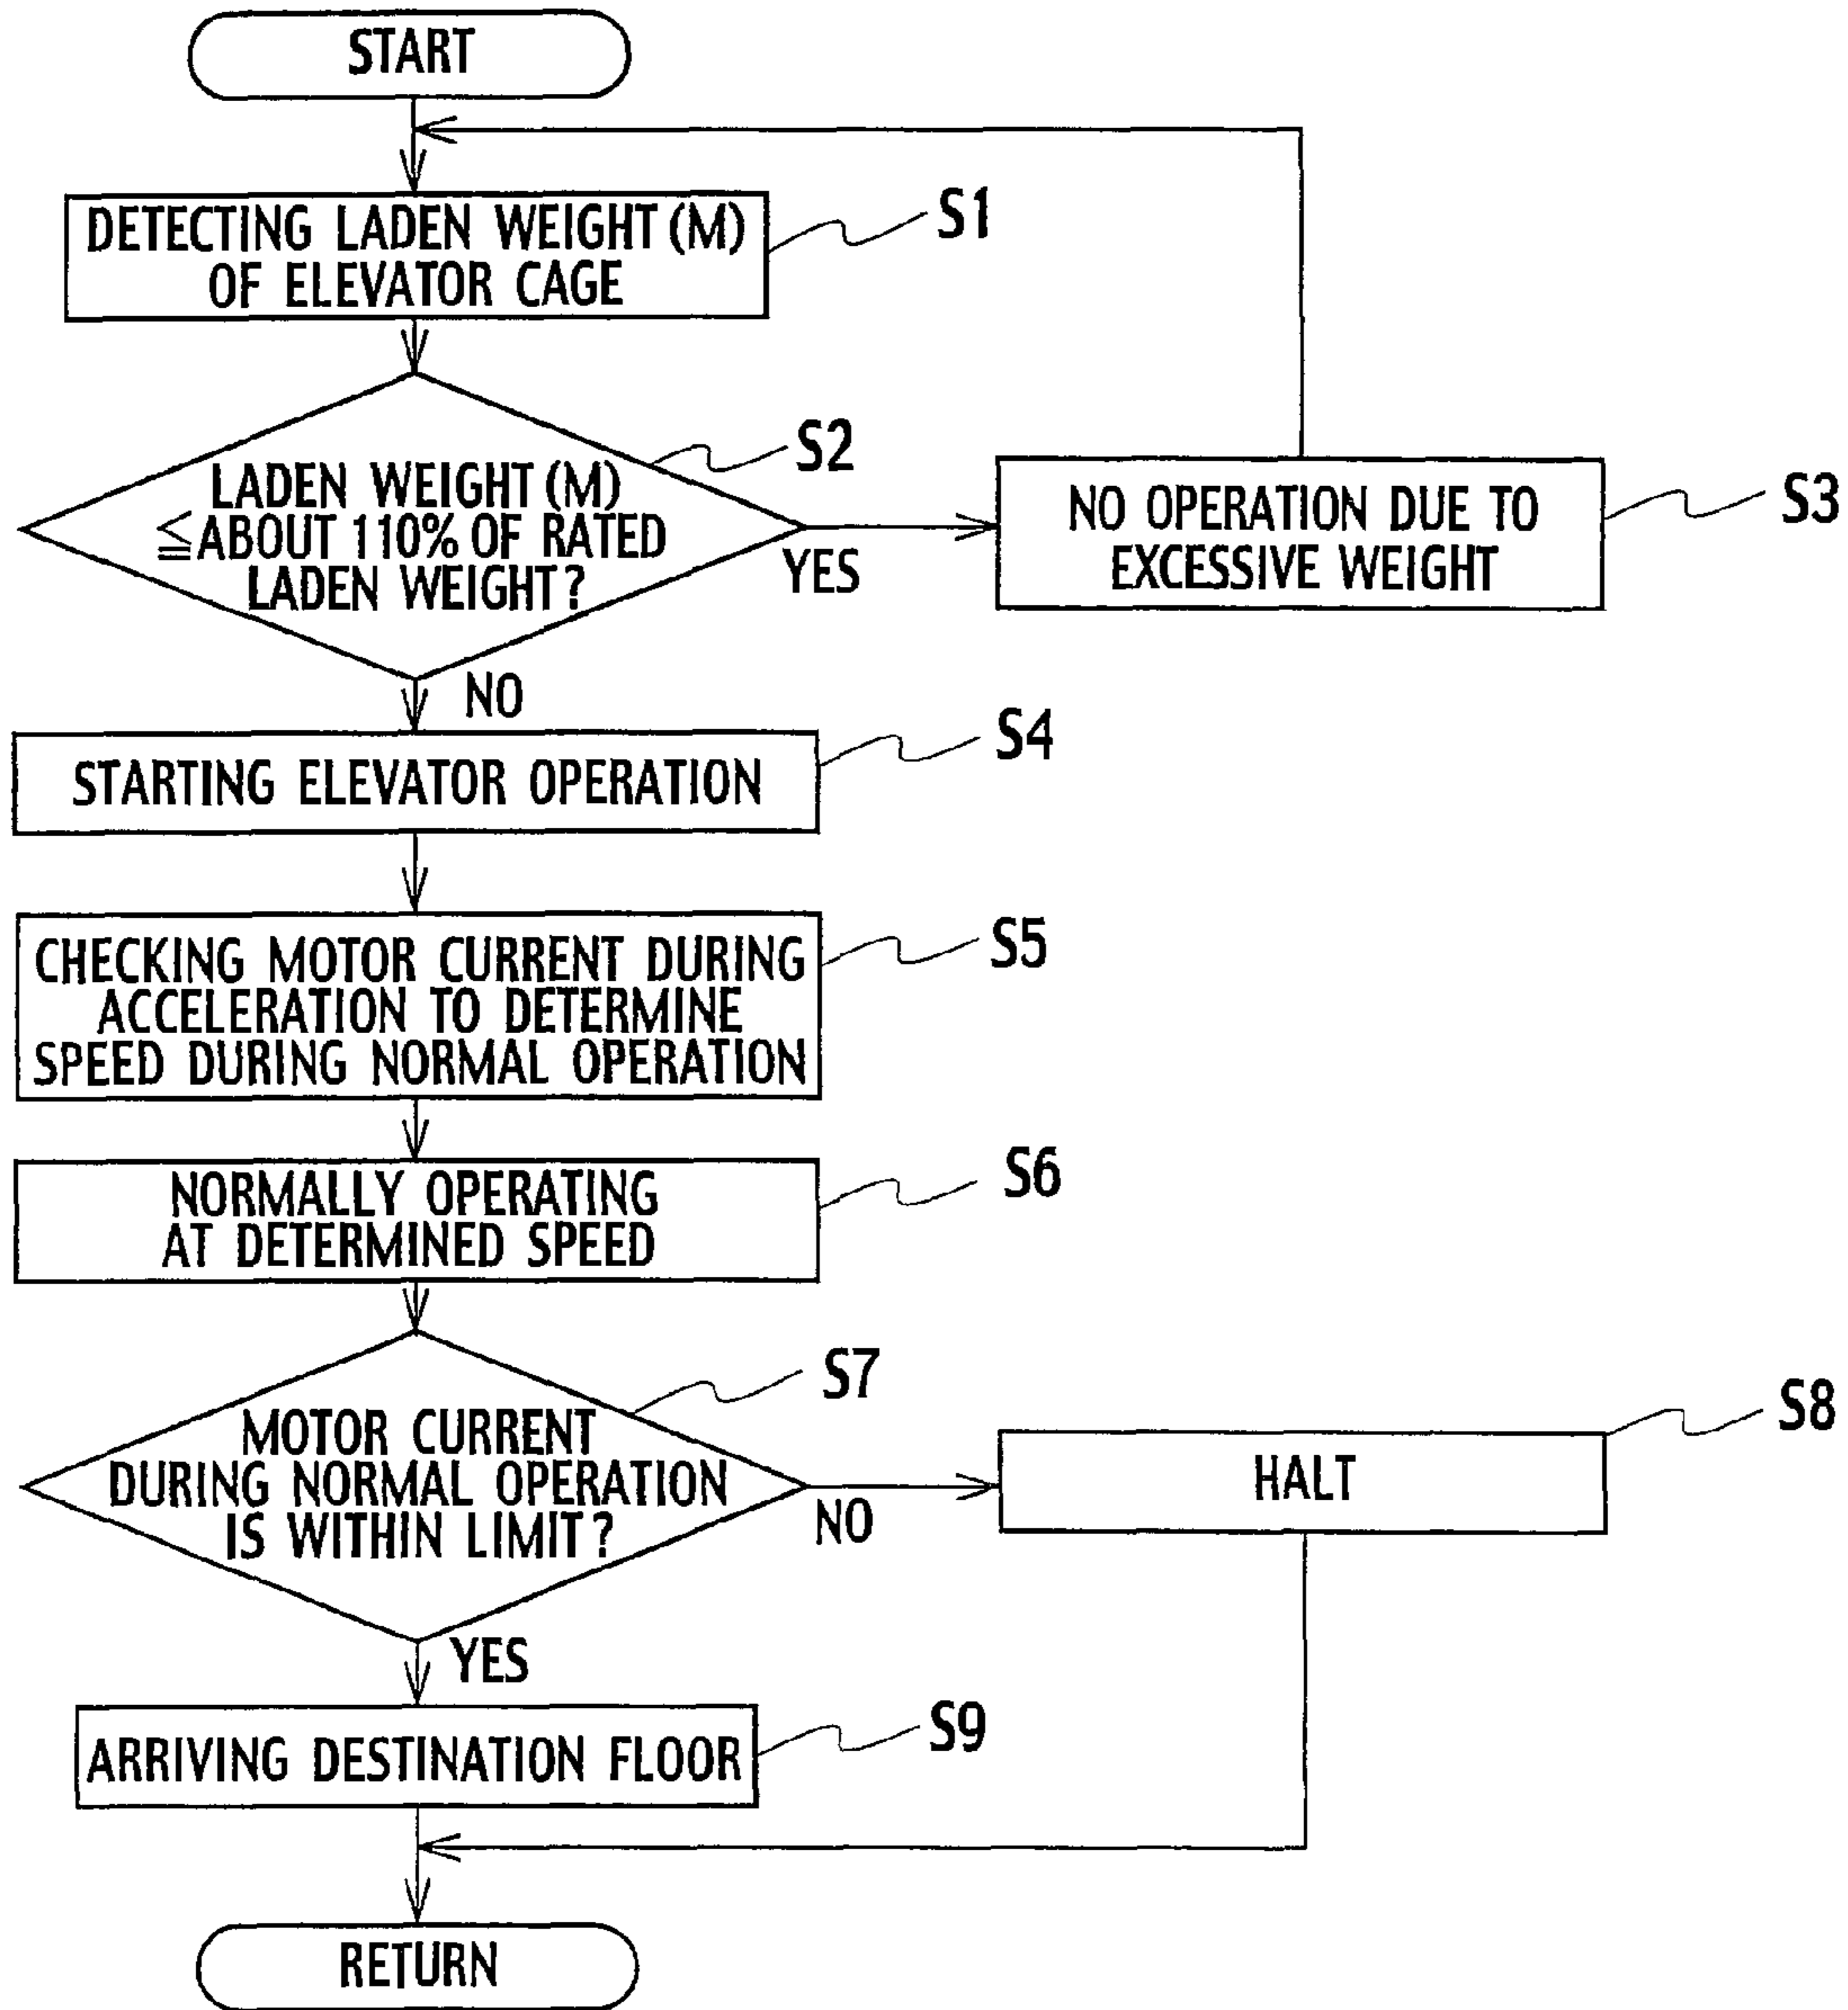 START
DETECTING LADEN WEIGHT (M)
OF ELEVATOR CAGE
S1
LADEN WEIGHT (M)
≦ ABOUT 110% OF RATED
LADEN WEIGHT?
S2
YES
NO OPERATION DUE TO
EXCESSIVE WEIGHT
S3
NO
STARTING ELEVATOR OPERATION
S4
CHECKING MOTOR CURRENT DURING
ACCELERATION TO DETERMINE
SPEED DURING NORMAL OPERATION
S5
NORMALLY OPERATING
AT DETERMINED SPEED
S6
MOTOR CURRENT
DURING NORMAL OPERATION
IS WITHIN LIMIT?
S7
NO
HALT
S8
YES
ARRIVING DESTINATION FLOOR
S9
RETURN